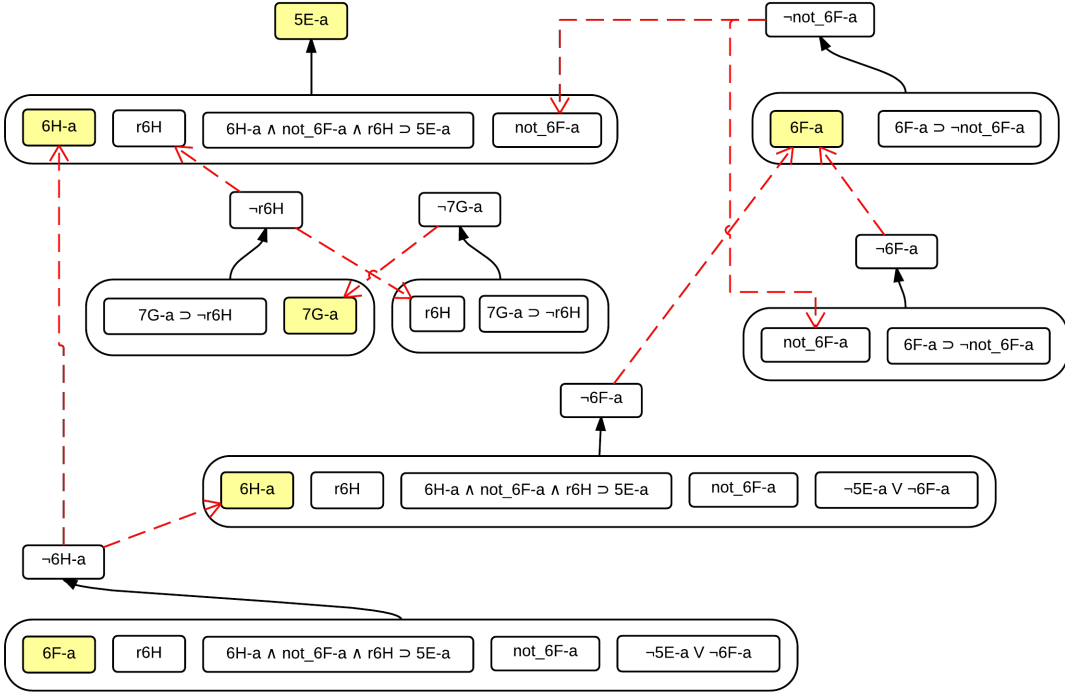 5E-a
¬not_6F-a
6H-a
r6H
6H-a ∧ not_6F-a ∧ r6H ⊃ 5E-a
not_6F-a
6F-a
6F-a ⊃ ¬not_6F-a
¬r6H
¬7G-a
¬6F-a
7G-a ⊃ ¬r6H
7G-a
r6H
7G-a ⊃ ¬r6H
not_6F-a
6F-a ⊃ ¬not_6F-a
¬6F-a
6H-a
r6H
6H-a ∧ not_6F-a ∧ r6H ⊃ 5E-a
not_6F-a
¬5E-a V ¬6F-a
¬6H-a
6F-a
r6H
6H-a ∧ not_6F-a ∧ r6H ⊃ 5E-a
not_6F-a
¬5E-a V ¬6F-a